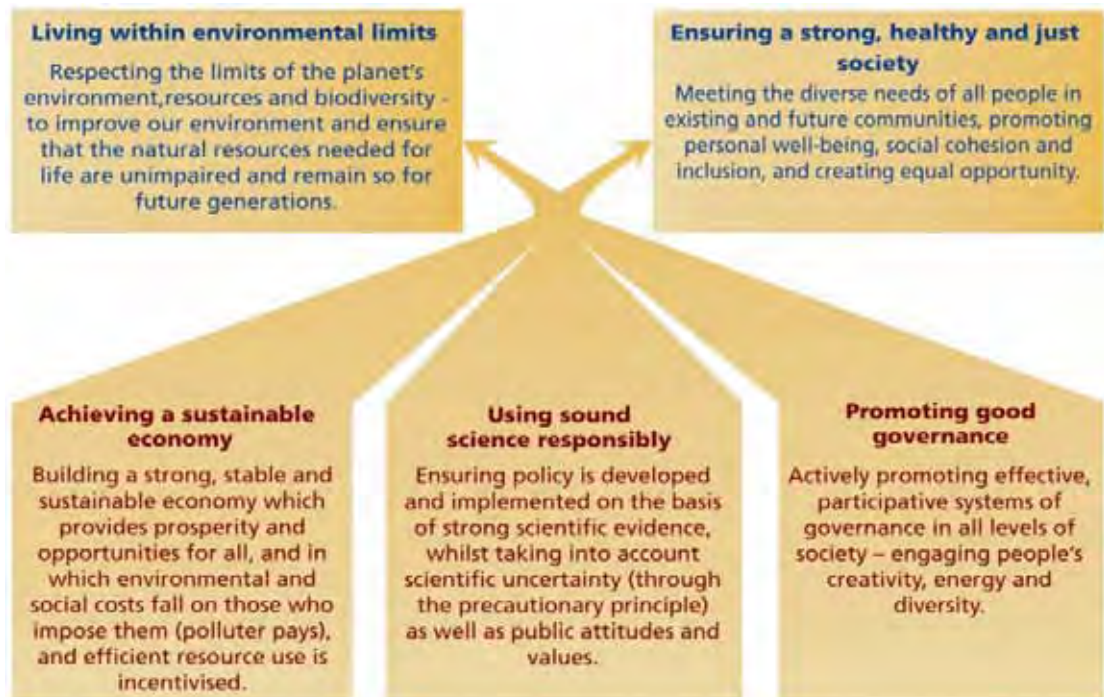 Living within environmental limits
Respecting the limits of the planet's
environment,resources and biodiversity -
to improve our environment and ensure
that the natural resources needed for
life are unimpaired and remain so for
future generations.
Ensuring a strong, healthy and just
society
Meeting the diverse needs of all people in
existing and future communities, promoting
personal well-being, social cohesion and
inclusion, and creating equal opportunity.
Achieving a sustainable
economy
Building a strong, stable and
sustainable economy which
provides prosperity and
opportunities for all, and in
which environmental and
social costs fall on those who
impose them (polluter pays),
and efficient resource use is
incentivised.
Using sound
science responsibly
Ensuring policy is developed
and implemented on the basis
of strong scientific evidence,
whilst taking into account
scientific uncertainty (through
the precautionary principle)
as well as public attitudes and
values.
Promoting good
governance
Actively promoting effective,
participative systems of
governance in all levels of
society – engaging people's
creativity, energy and
diversity.